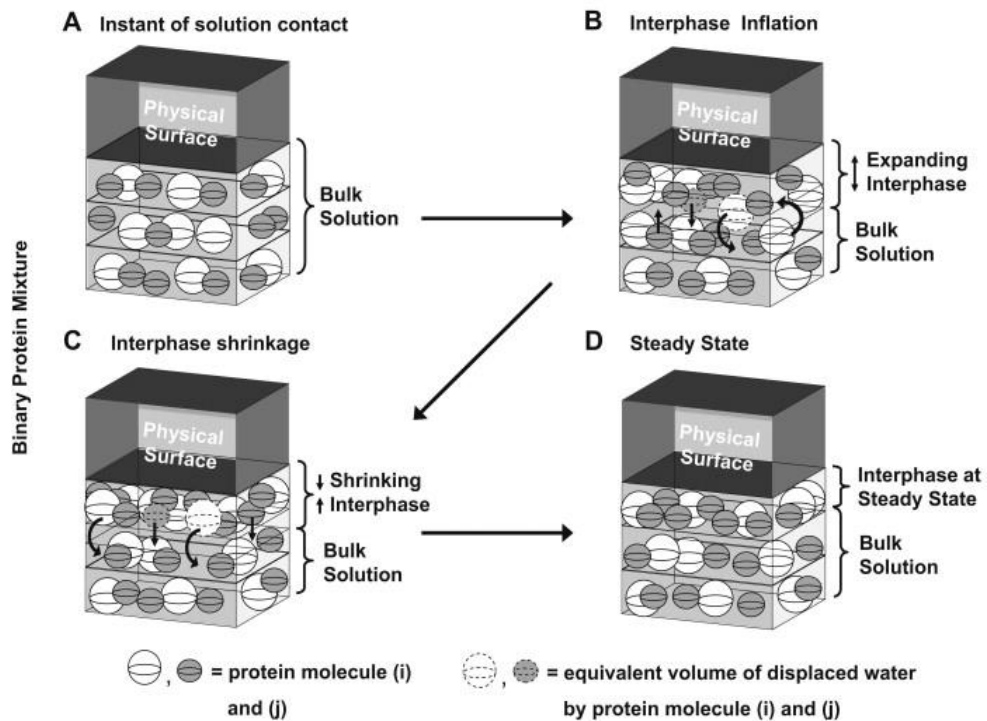 A Instant of solution contact
Physical
Surface
Bulk
Solution
B Interphase Inflation
Physical
Surface
Expanding
Interphase
Bulk
Solution
Binary Protein Mixture
C Interphase shrinkage
Physical
Surface
Shrinking
Interphase
Bulk
Solution
D Steady State
Physical
Surface
Interphase at
Steady State
Bulk
Solution
, = protein molecule (i)
and (j)
, = equivalent volume of displaced water
by protein molecule (i) and (j)